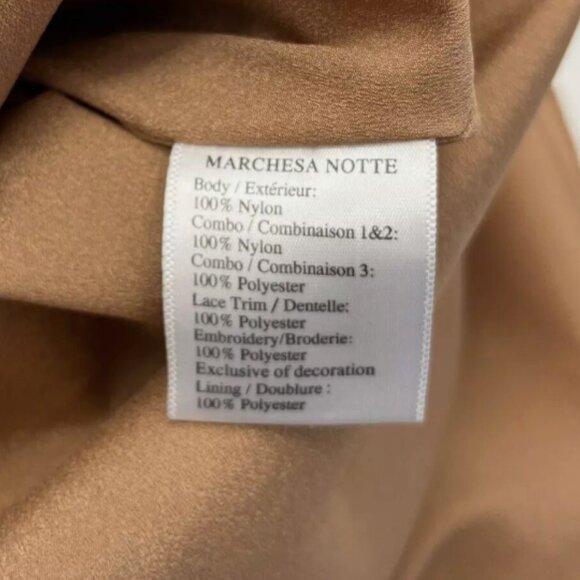 MARCHESA NOTTE
Body / Extérieur:
100% Nylon
Combo / Combinaison 1&2:
100% Nylon
Combo / Combinaison 3:
100% Polyester
Lace Trim / Dentelle:
100% Polyester
Embroidery/Broderie:
100% Polyester
Exclusive of decoration
Lining / Doublure :
100% Polyester